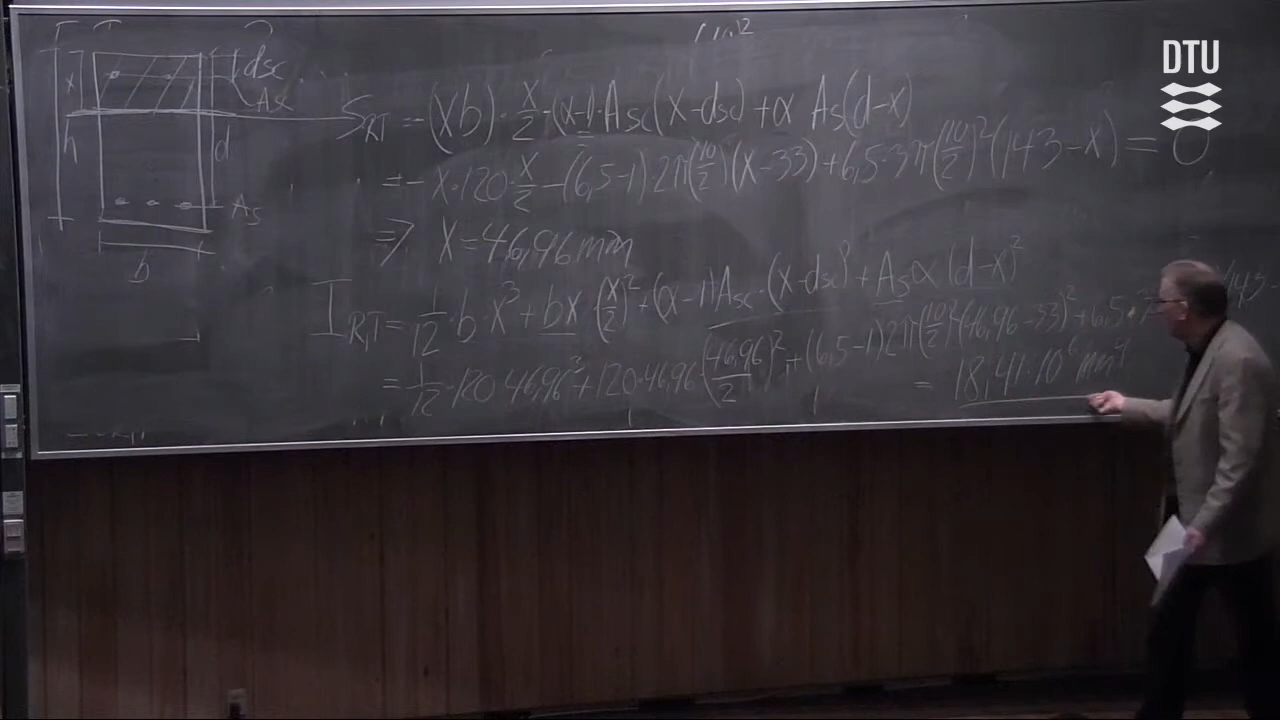 DTU
dsc
Asc
x
h
d
As
b
S_RT = -(xb)·x/2 -(α-1)·Asc(x-dsc)+α As(d-x)
= -x·120·x/2 -(6,5-1)·2π(10/2)²(x-33)+6,5·3π(10/2)²(143-x) = 0
⇒ x=46,96 mm
I_RT = 1/12·b·x³+bx·(x/2)²+(α-1)Asc·(x-dsc)²+Asα(d-x)²
= 1/12·120·46,96³+120·46,96·(46,96/2)²+(6,5-1)2π(10/2)²(46,96-33)²+6,5· 143-
= 18,41·10⁶ mm⁴